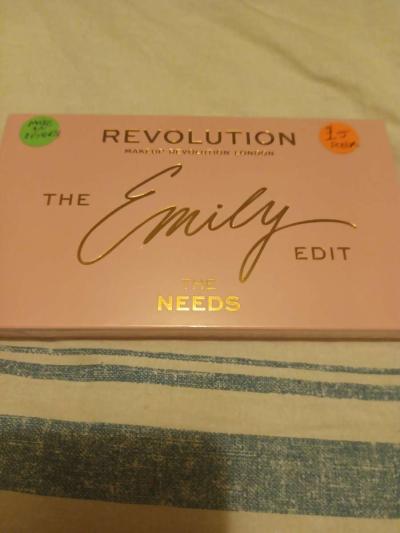 REVOLUTION
MAKEUP REVOLUTION LONDON
THE Emily EDIT
THE
NEEDS